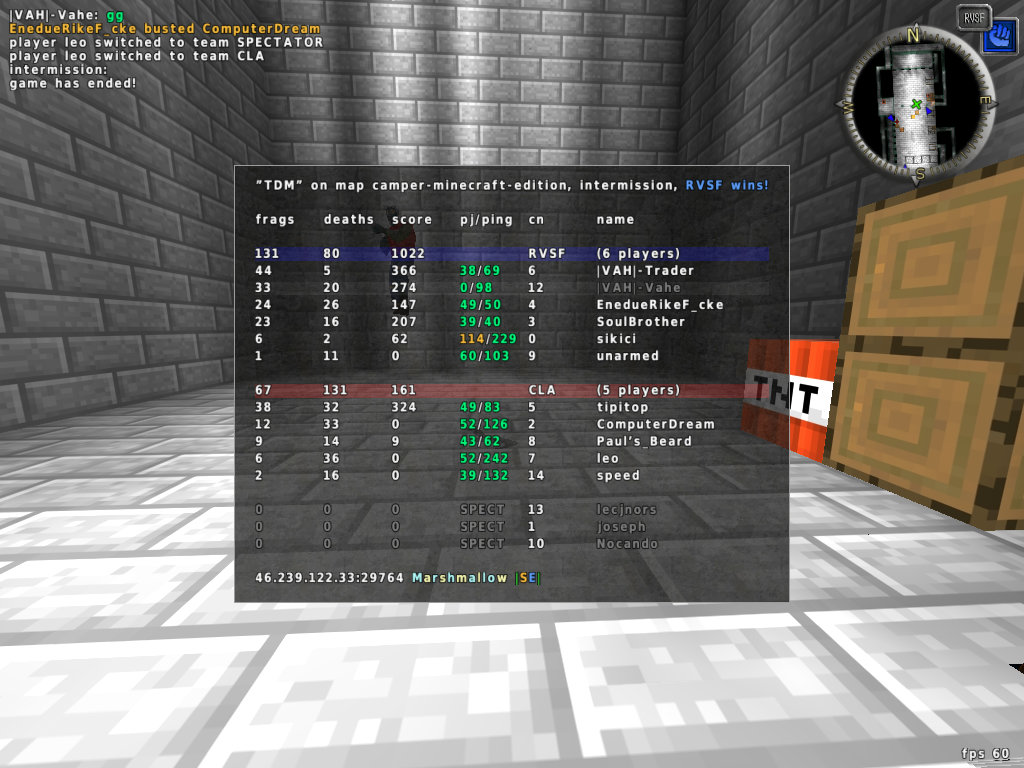 |VAH|-Vahe: gg
EnedueRikeF_cke busted ComputerDream
player leo switched to team SPECTATOR
player leo switched to team CLA
intermission:
game has ended!
RVSF
N
W
E
S
"TDM" on map camper-minecraft-edition, intermission, RVSF wins!
frags deaths score pj/ping cn name
131 80 1022 RVSF (6 players)
44 5 366 38/69 6 |VAH|-Trader
33 20 274 0/98 12 |VAH|-Vahe
24 26 147 49/50 4 EnedueRikeF_cke
23 16 207 39/40 3 SoulBrother
6 2 62 114/229 0 sikici
1 11 0 60/103 9 unarmed
67 131 161 CLA (5 players)
38 32 324 49/83 5 tipitop
12 33 0 52/126 2 ComputerDream
9 14 9 43/62 8 Paul's_Beard
6 36 0 52/242 7 leo
2 16 0 39/132 14 speed
0 0 0 SPECT 13 lecjnors
0 0 0 SPECT 1 joseph
0 0 0 SPECT 10 Nocando
46.239.122.33:29764 Marshmallow |SE|
TNT
fps 60